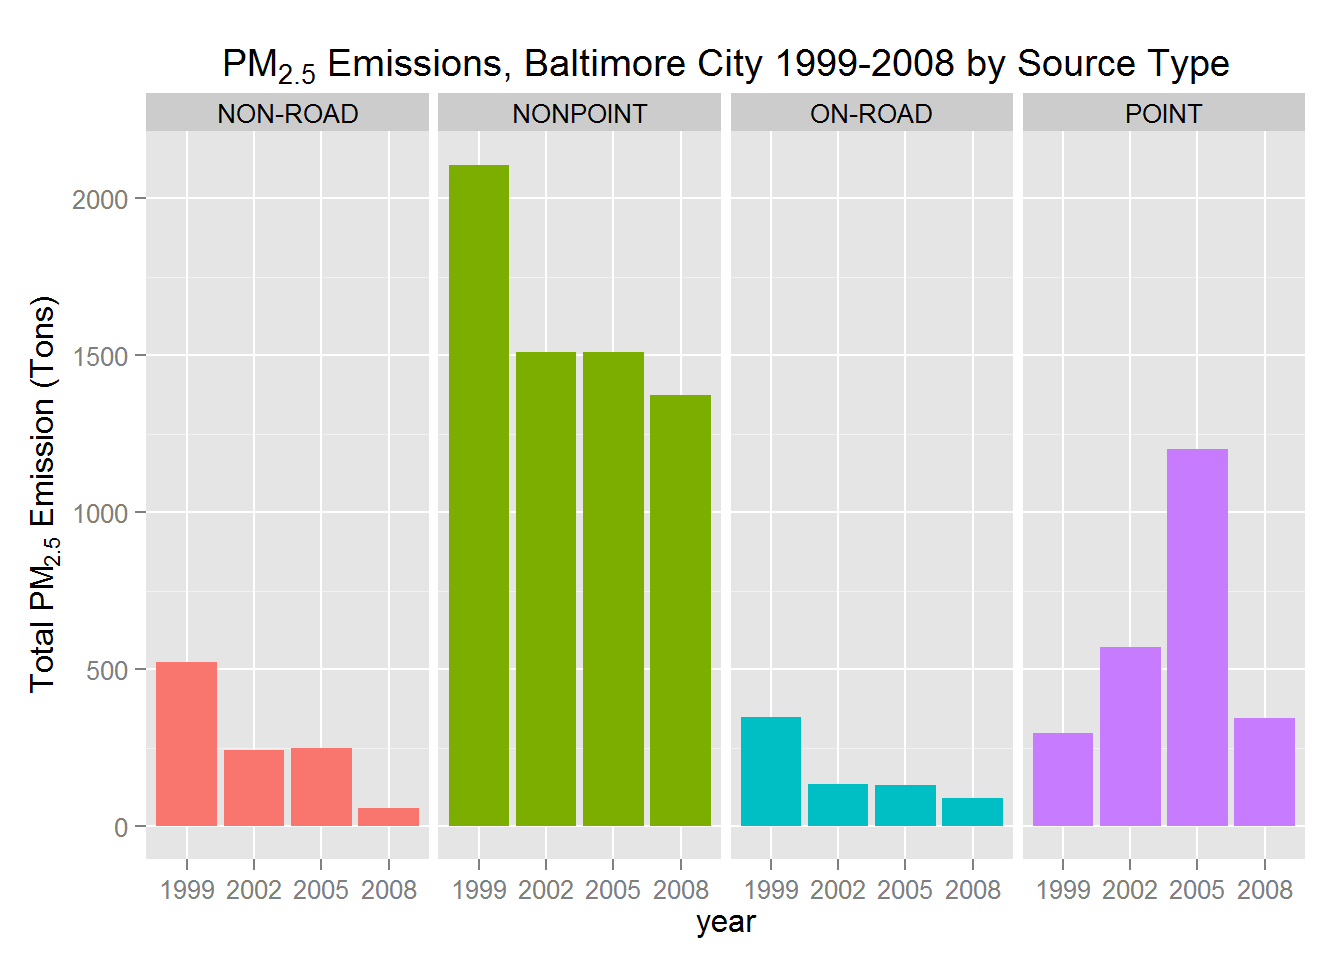 PM2.5 Emissions, Baltimore City 1999-2008 by Source Type
NON-ROAD NONPOINT ON-ROAD POINT
Total PM2.5 Emission (Tons)
2000
1500
1000
500
0
1999 2002 2005 2008 1999 2002 2005 2008 1999 2002 2005 2008 1999 2002 2005 2008
year